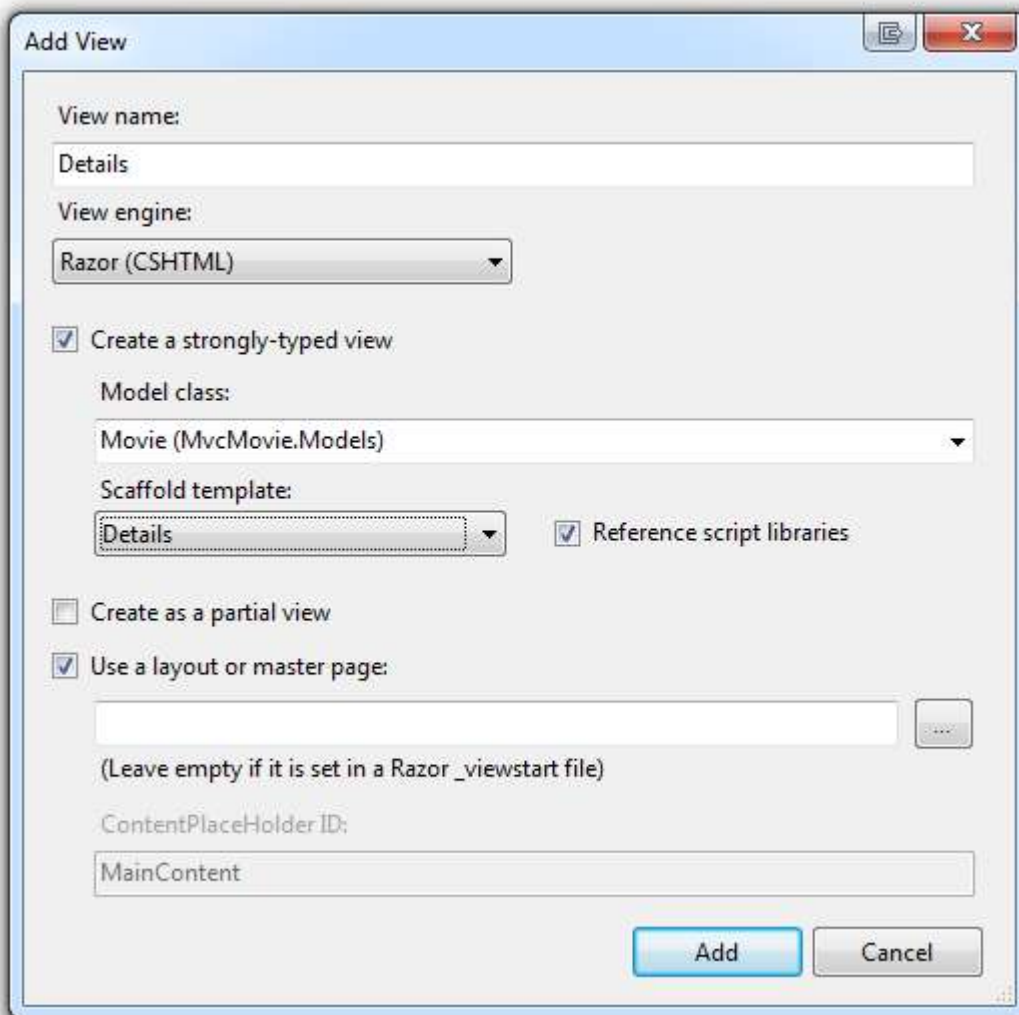 Add View
View name:
Details
View engine:
Razor (CSHTML)
Create a strongly-typed view
Model class:
Movie (MvcMovie.Models)
Scaffold template:
Details
Reference script libraries
Create as a partial view
Use a layout or master page:
...
(Leave empty if it is set in a Razor _viewstart file)
ContentPlaceHolder ID:
MainContent
Add
Cancel